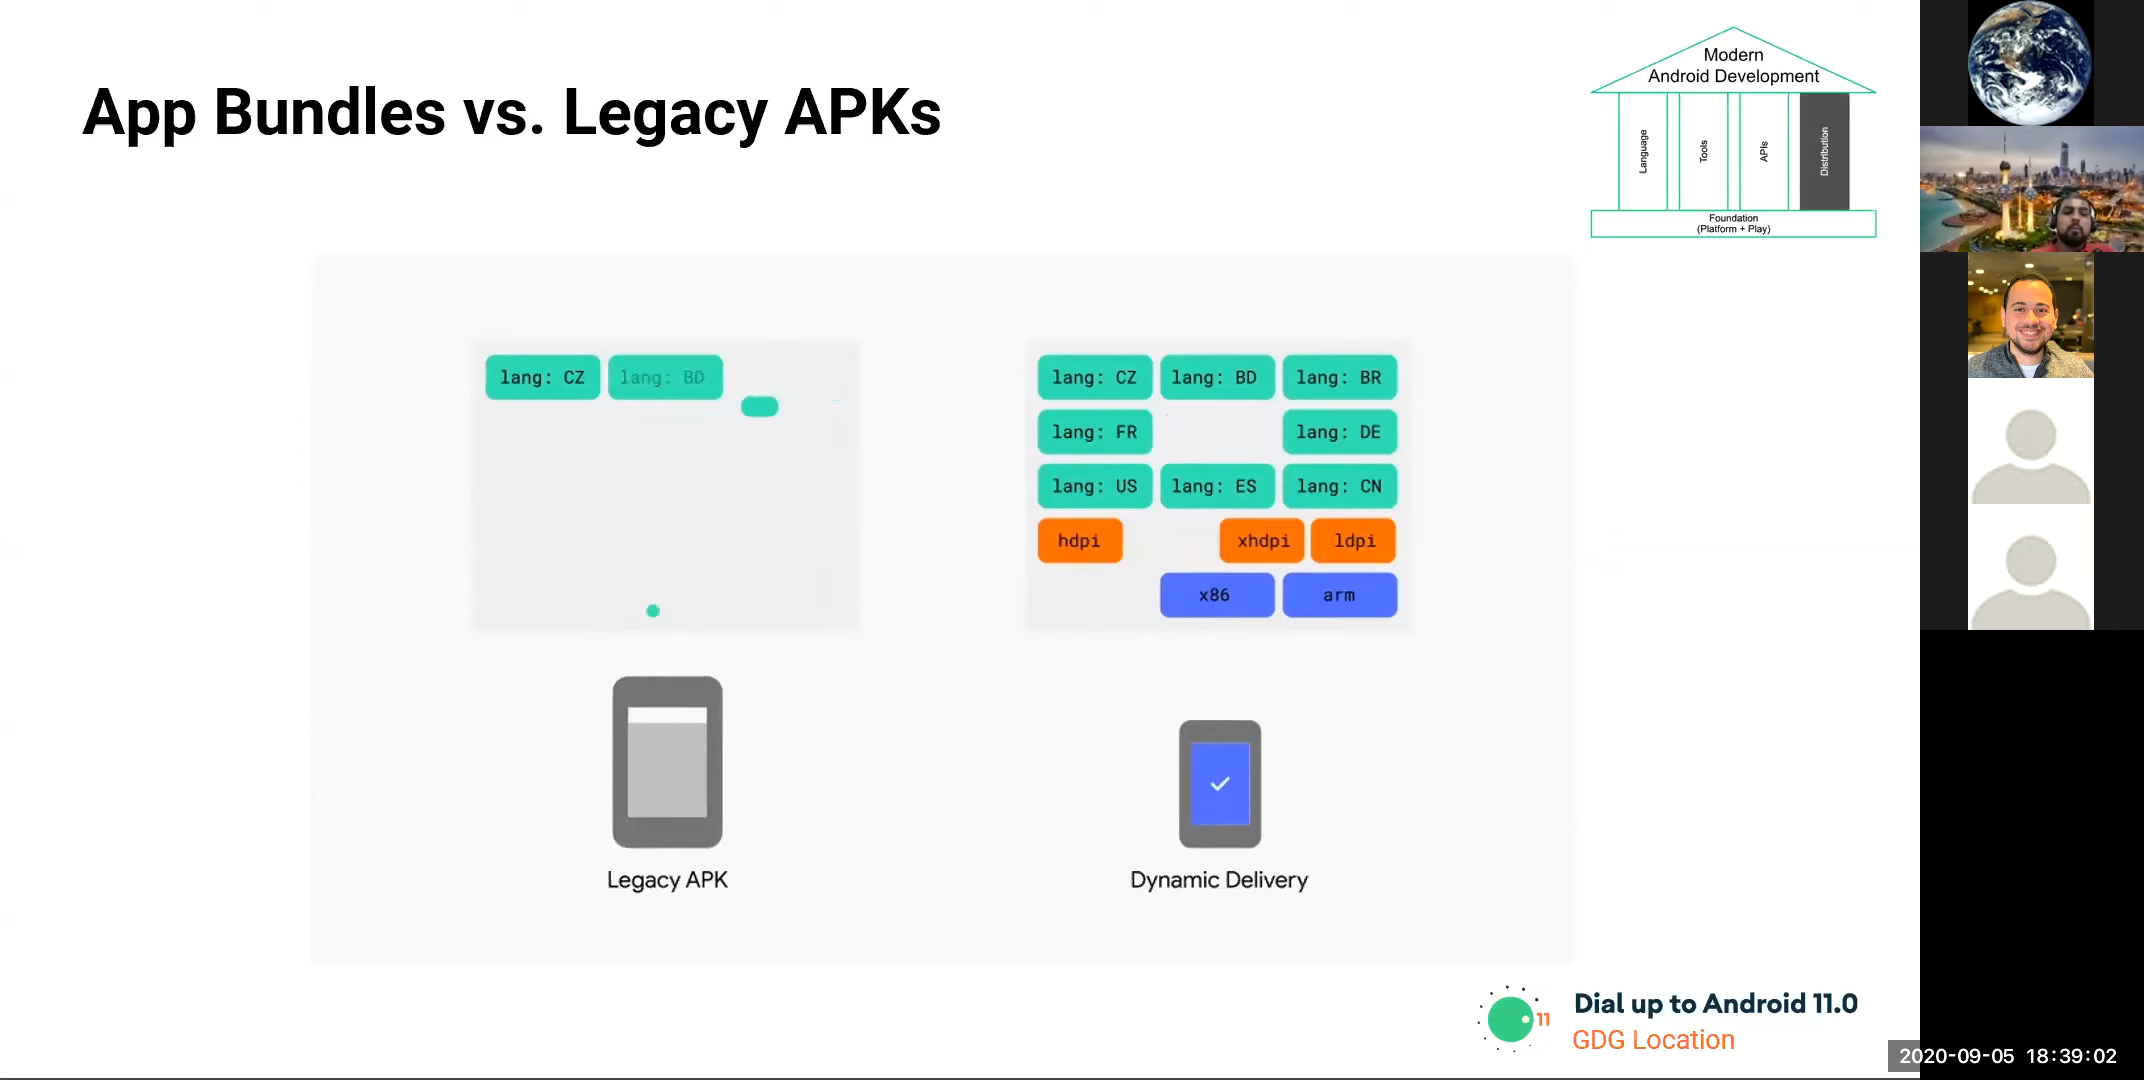 App Bundles vs. Legacy APKs
Modern
Android Development
Language
Tools
APIs
Distribution
Foundation
(Platform + Play)
lang: CZ
lang: BD
lang: CZ
lang: BD
lang: BR
lang: FR
lang: DE
lang: US
lang: ES
lang: CN
hdpi
xhdpi
ldpi
x86
arm
Legacy APK
Dynamic Delivery
11
Dial up to Android 11.0
GDG Location
2020-09-05 18:39:02